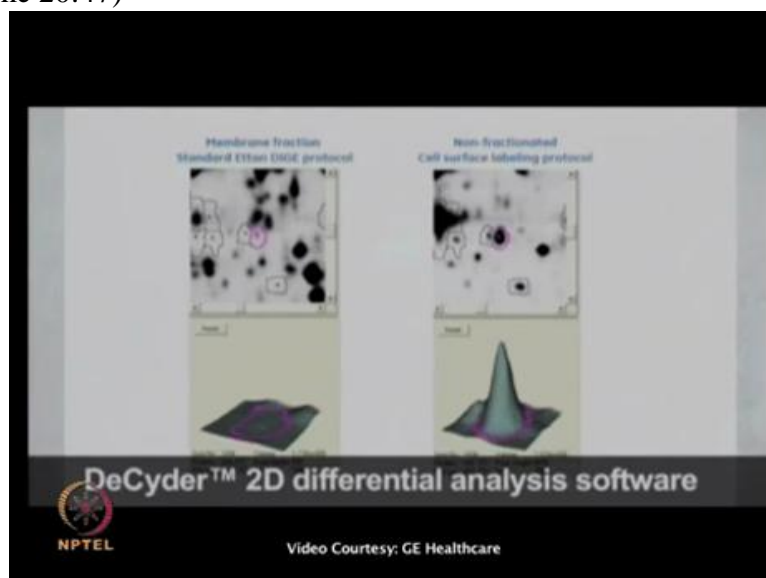 Membrane fraction
Standard Ettan DIGE protocol
Non-fractionated
Cell surface labeling protocol
DeCyder™ 2D differential analysis software
NPTEL
Video Courtesy: GE Healthcare